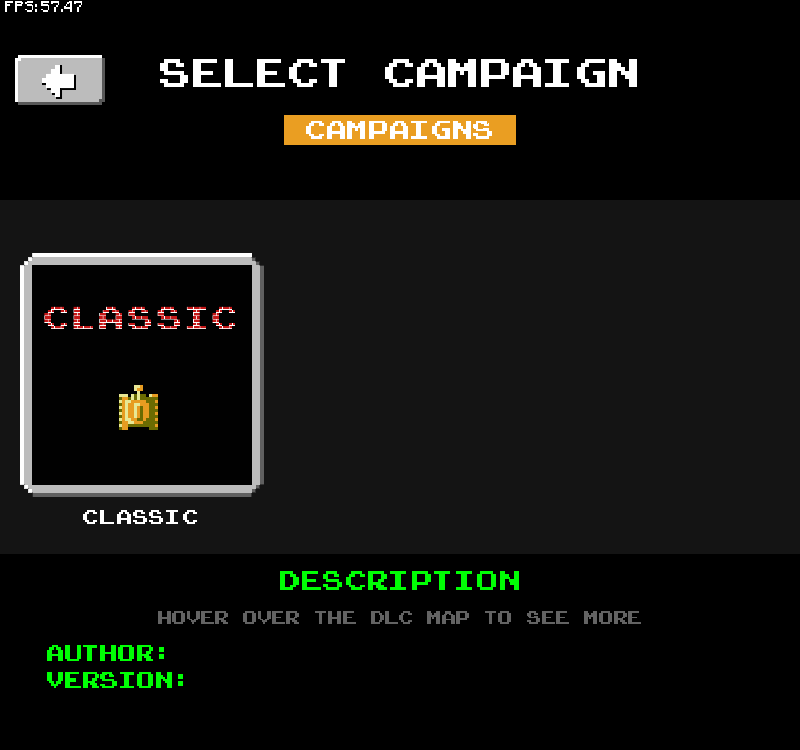 FPS:57.47
SELECT CAMPAIGN
CAMPAIGNS
CLASSIC
CLASSIC
DESCRIPTION
HOVER OVER THE DLC MAP TO SEE MORE
AUTHOR:
VERSION: